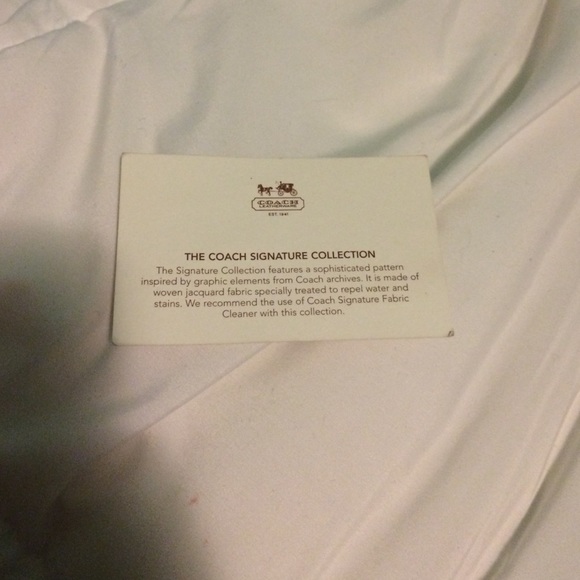 COACH
LEATHERWARE
EST. 1941
THE COACH SIGNATURE COLLECTION
The Signature Collection features a sophisticated pattern
inspired by graphic elements from Coach archives. It is made of
woven jacquard fabric specially treated to repel water and
stains. We recommend the use of Coach Signature Fabric
Cleaner with this collection.